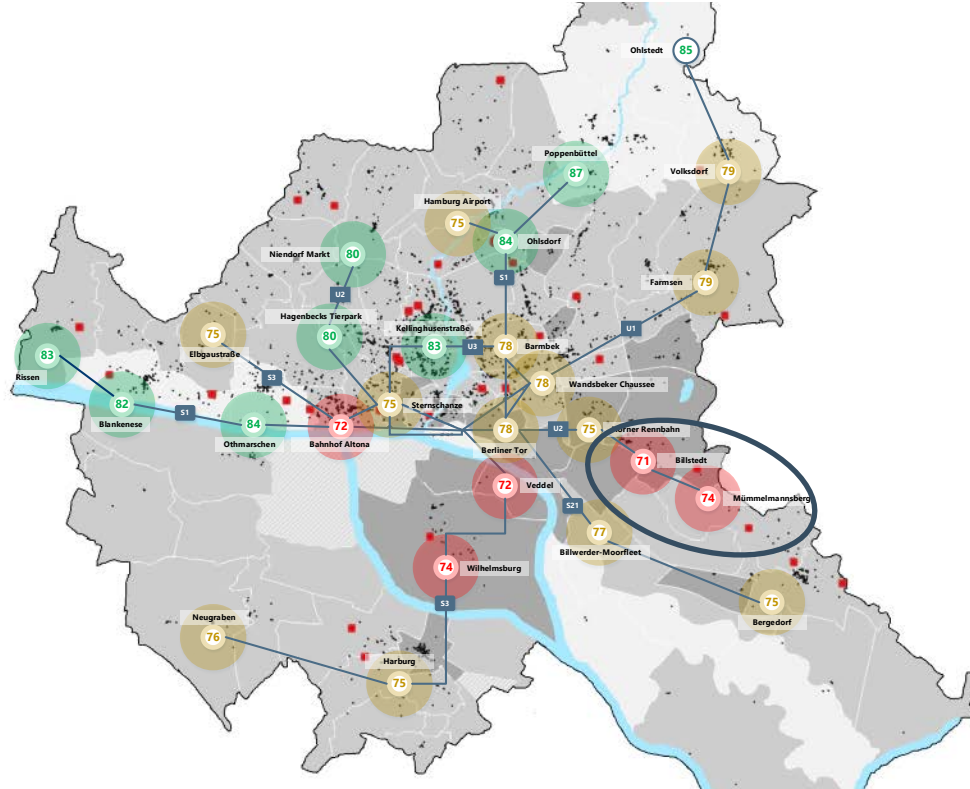 Ohlstedt
85
Poppenbüttel
87
Volksdorf
79
Hamburg Airport
75
84
Ohlsdorf
Niendorf Markt
80
S1
Farmsen
79
U2
Hagenbecks Tierpark
80
Kellinghusenstraße
83
U3
78
Barmbek
U1
75
Elbgaustraße
83
Rissen
S3
78
Wandsbeker Chaussee
82
Blankenese
S1
84
Othmarschen
72
Bahnhof Altona
75
Sternschanze
78
Berliner Tor
U2
75
orner Rennbahn
71
Billstedt
74
Mümmelmannsberg
72
Veddel
S21
77
Billwerder-Moorfleet
74
Wilhelmsburg
S3
75
Bergedorf
Neugraben
76
Harburg
75